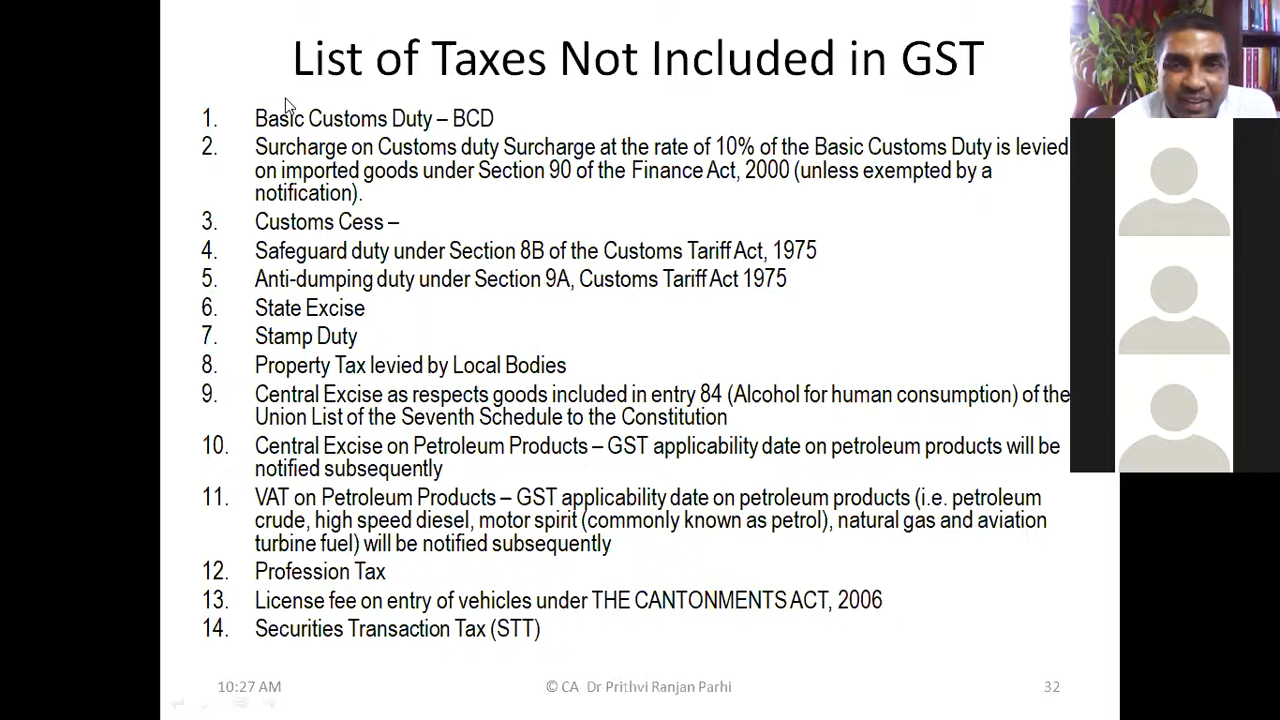 List of Taxes Not Included in GST
1. Basic Customs Duty – BCD
2. Surcharge on Customs duty Surcharge at the rate of 10% of the Basic Customs Duty is levied
on imported goods under Section 90 of the Finance Act, 2000 (unless exempted by a
notification).
3. Customs Cess –
4. Safeguard duty under Section 8B of the Customs Tariff Act, 1975
5. Anti-dumping duty under Section 9A, Customs Tariff Act 1975
6. State Excise
7. Stamp Duty
8. Property Tax levied by Local Bodies
9. Central Excise as respects goods included in entry 84 (Alcohol for human consumption) of the
Union List of the Seventh Schedule to the Constitution
10. Central Excise on Petroleum Products – GST applicability date on petroleum products will be
notified subsequently
11. VAT on Petroleum Products – GST applicability date on petroleum products (i.e. petroleum
crude, high speed diesel, motor spirit (commonly known as petrol), natural gas and aviation
turbine fuel) will be notified subsequently
12. Profession Tax
13. License fee on entry of vehicles under THE CANTONMENTS ACT, 2006
14. Securities Transaction Tax (STT)
10:27 AM © CA Dr Prithvi Ranjan Parhi 32